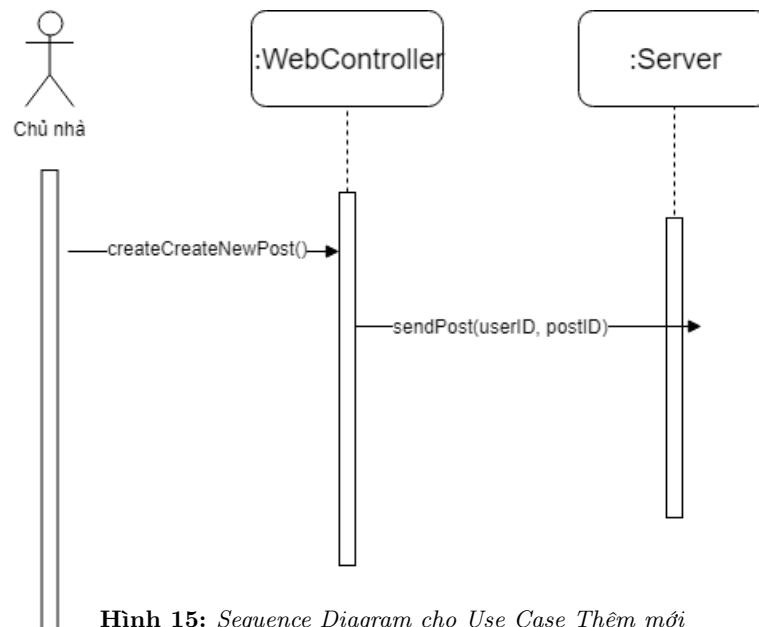 :WebController
:Server
Chủ nhà
createCreateNewPost()
sendPost(userID, postID)
Hình 15: Sequence Diagram cho Use Case Thêm mới